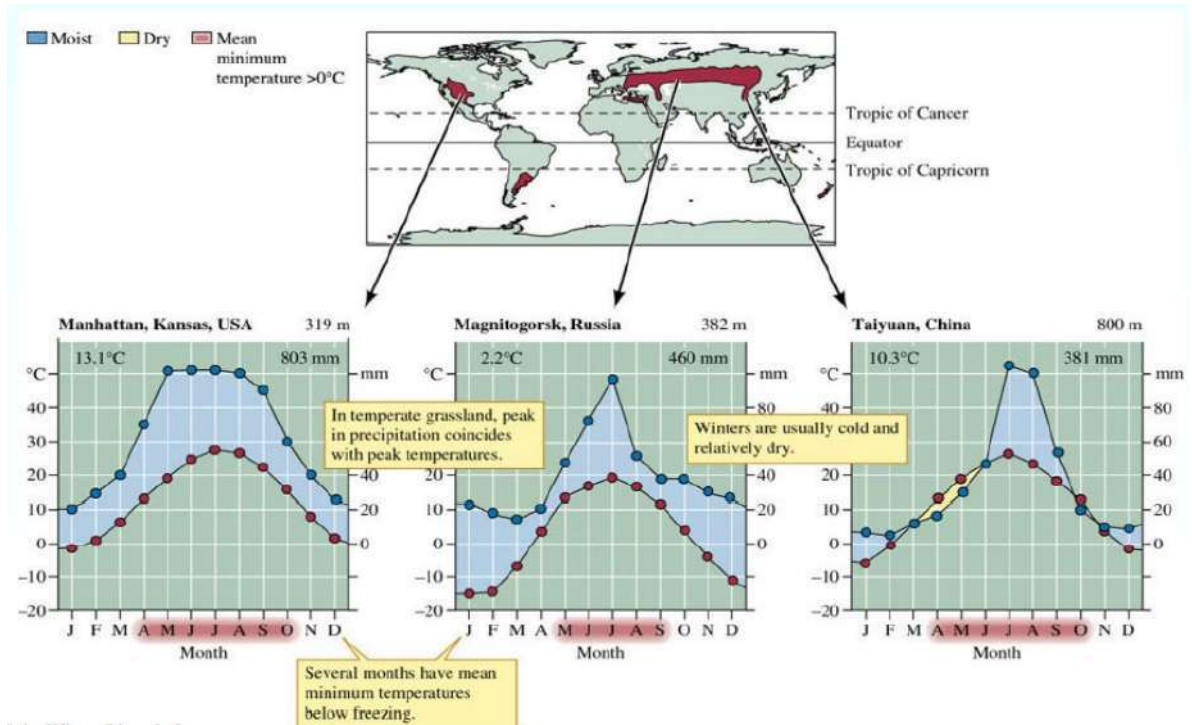 Moist
Dry
Mean
minimum
temperature >0°C
Tropic of Cancer
Equator
Tropic of Capricorn
Manhattan, Kansas, USA 319 m
13.1°C 803 mm
°C
mm
40
30
20
10
0
−10
−20
40
20
0
J F M A M J J A S O N D
Month
In temperate grassland, peak
in precipitation coincides
with peak temperatures.
Several months have mean
minimum temperatures
below freezing.
Magnitogorsk, Russia 382 m
2.2°C 460 mm
°C
mm
20
10
0
−10
−20
80
40
20
0
J F M A M J J A S O N D
Month
Winters are usually cold and
relatively dry.
Taiyuan, China 800 m
10.3°C 381 mm
°C
mm
40
20
10
0
−10
−20
80
60
40
20
0
J F M A M J J A S O N D
Month